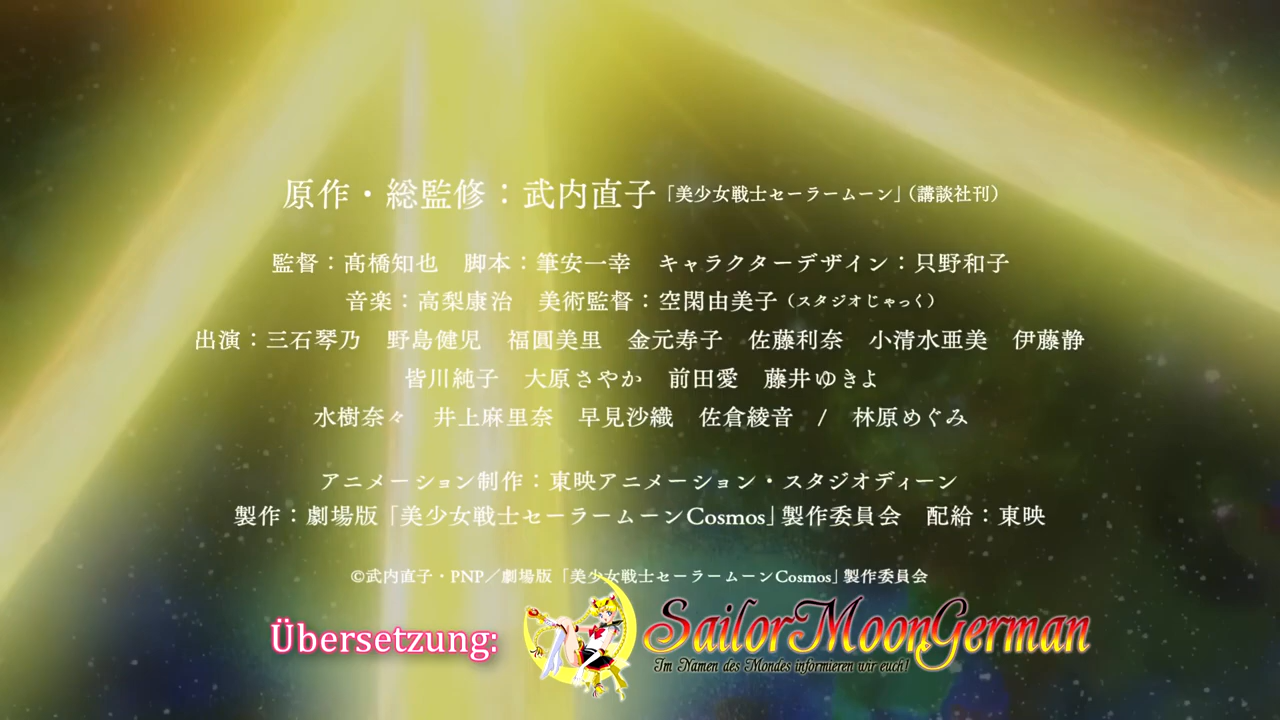 原作・総監修：武内直子「美少女戦士セーラームーン」（講談社刊）
監督：髙橋知也　脚本：筆安一幸　キャラクターデザイン：只野和子
音楽：高梨康治　美術監督：空閑由美子（スタジオじゃっく）
出演：三石琴乃　野島健児　福圓美里　金元寿子　佐藤利奈　小清水亜美　伊藤静
皆川純子　大原さやか　前田愛　藤井ゆきよ
水樹奈々　井上麻里奈　早見沙織　佐倉綾音　/　林原めぐみ
アニメーション制作：東映アニメーション・スタジオディーン
製作：劇場版「美少女戦士セーラームーンCosmos」製作委員会　配給：東映
©武内直子・PNP／劇場版「美少女戦士セーラームーンCosmos」製作委員会
Übersetzung:
SailorMoonGerman
Im Namen des Mondes informieren wir euch!